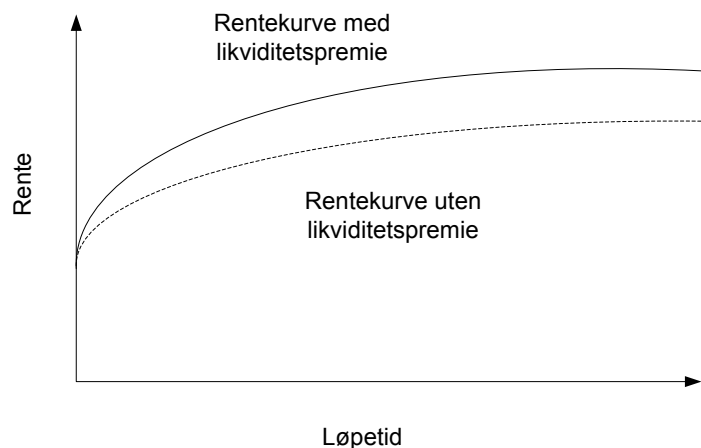 Rentekurve med
likviditetspremie
Rente
Rentekurve uten
likviditetspremie
Løpetid